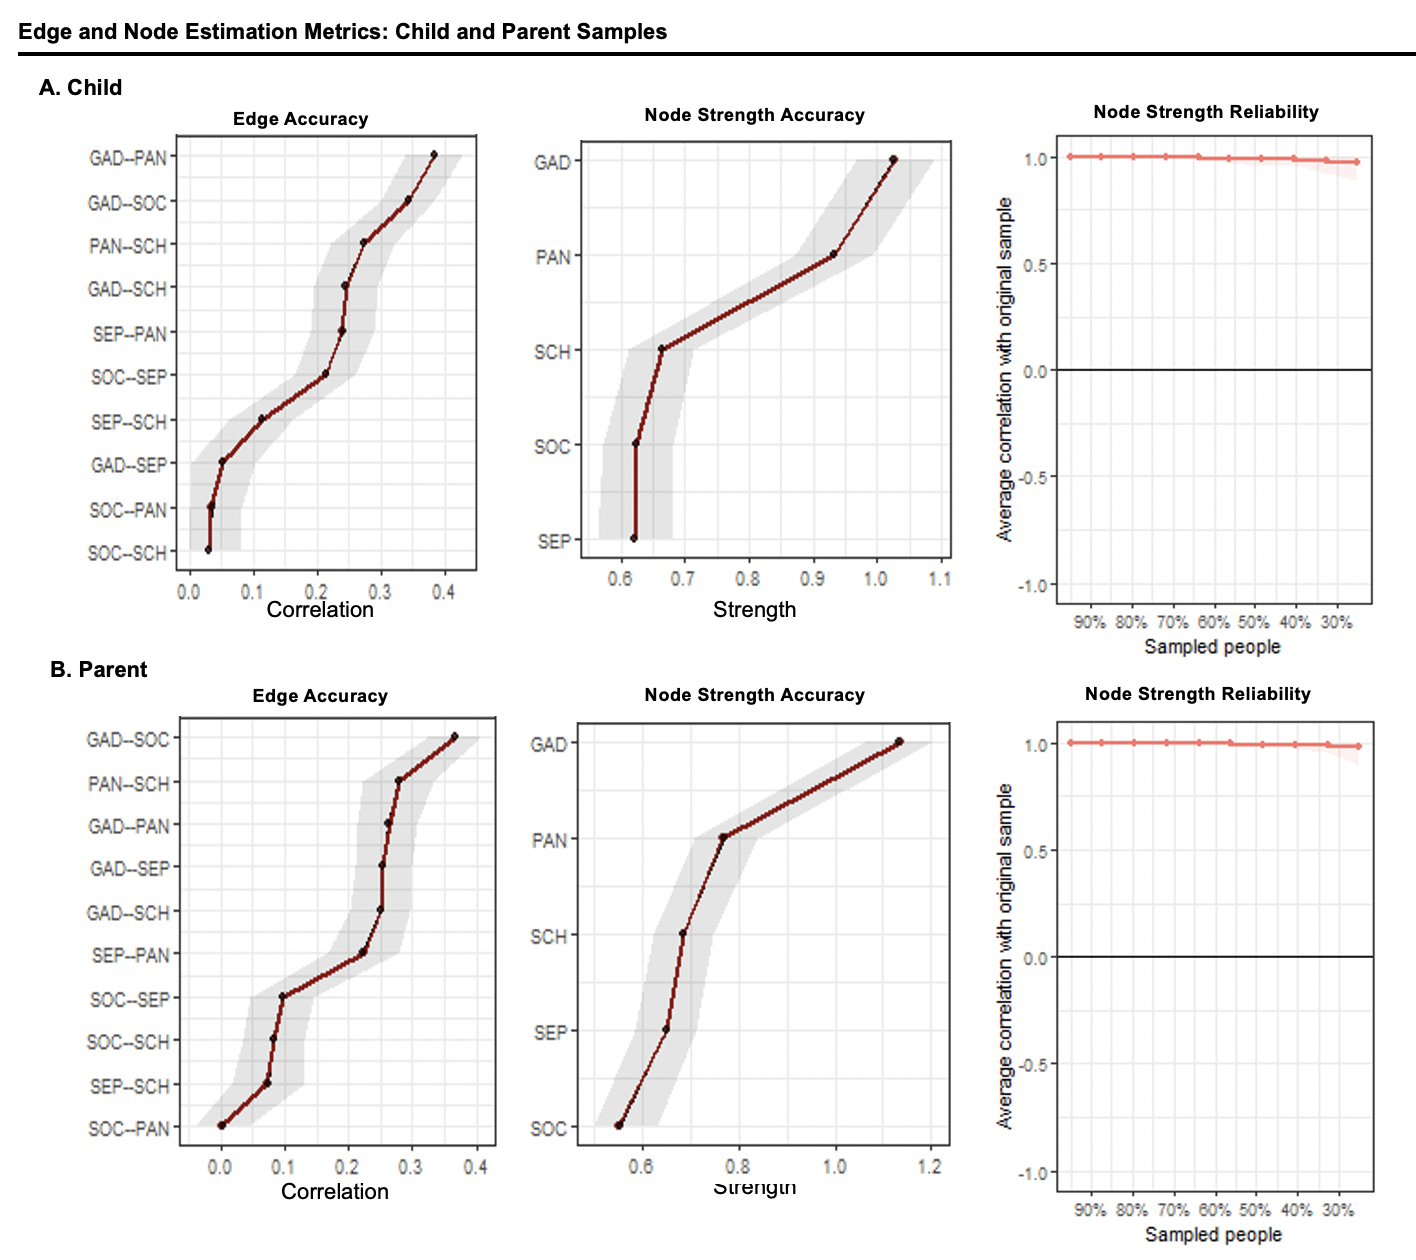 Edge and Node Estimation Metrics: Child and Parent Samples
A. Child
Edge Accuracy
GAD--PAN
GAD--SOC
PAN--SCH
GAD--SCH
SEP--PAN
SOC--SEP
SEP--SCH
GAD--SEP
SOC--PAN
SOC--SCH
0.0 0.1 0.2 0.3 0.4
Correlation
Node Strength Accuracy
GAD
PAN
SCH
SOC
SEP
0.6 0.7 0.8 0.9 1.0 1.1
Strength
Node Strength Reliability
Average correlation with original sample
1.0
0.5
0.0
-0.5
-1.0
90% 80% 70% 60% 50% 40% 30%
Sampled people
B. Parent
Edge Accuracy
GAD--SOC
PAN--SCH
GAD--PAN
GAD--SEP
GAD--SCH
SEP--PAN
SOC--SEP
SOC--SCH
SEP--SCH
SOC--PAN
0.0 0.1 0.2 0.3 0.4
Correlation
Node Strength Accuracy
GAD
PAN
SCH
SEP
SOC
0.6 0.8 1.0 1.2
Strength
Node Strength Reliability
Average correlation with original sample
1.0
0.5
0.0
-0.5
-1.0
90% 80% 70% 60% 50% 40% 30%
Sampled people